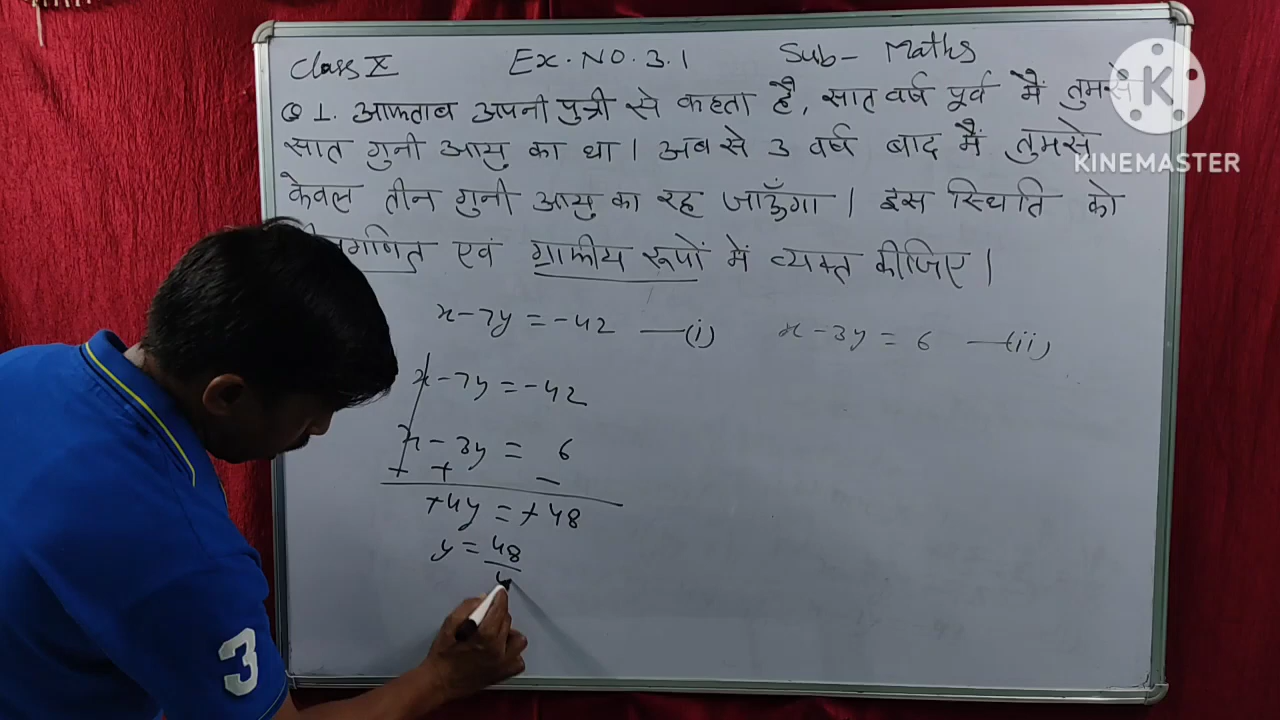 Class X Ex. NO. 3.1 Sub- Maths
Q 1. आफताब अपनी पुत्री से कहता है, सात वर्ष पूर्व मैं तुमसे
सात गुनी आयु का था। अब से 3 वर्ष बाद मैं तुमसे
केवल तीन गुनी आयु का रह जाऊँगा। इस स्थिति को
एवं ग्राफीय रूपों में व्यक्त कीजिए।
x-7y=-42 —(i) x-3y=6 —(ii)
x-7y=-42
x-3y= 6
- + -
+4y=+48
y=48/4
K
KINEMASTER
3